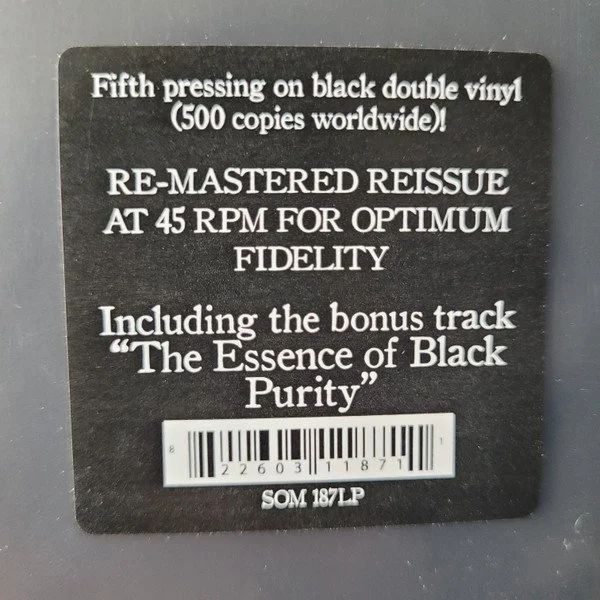 Fifth pressing on black double vinyl
(500 copies worldwide)!
RE-MASTERED REISSUE
AT 45 RPM FOR OPTIMUM
FIDELITY
Including the bonus track
“The Essence of Black
Purity”
8 22603 11871 1
SOM 187LP